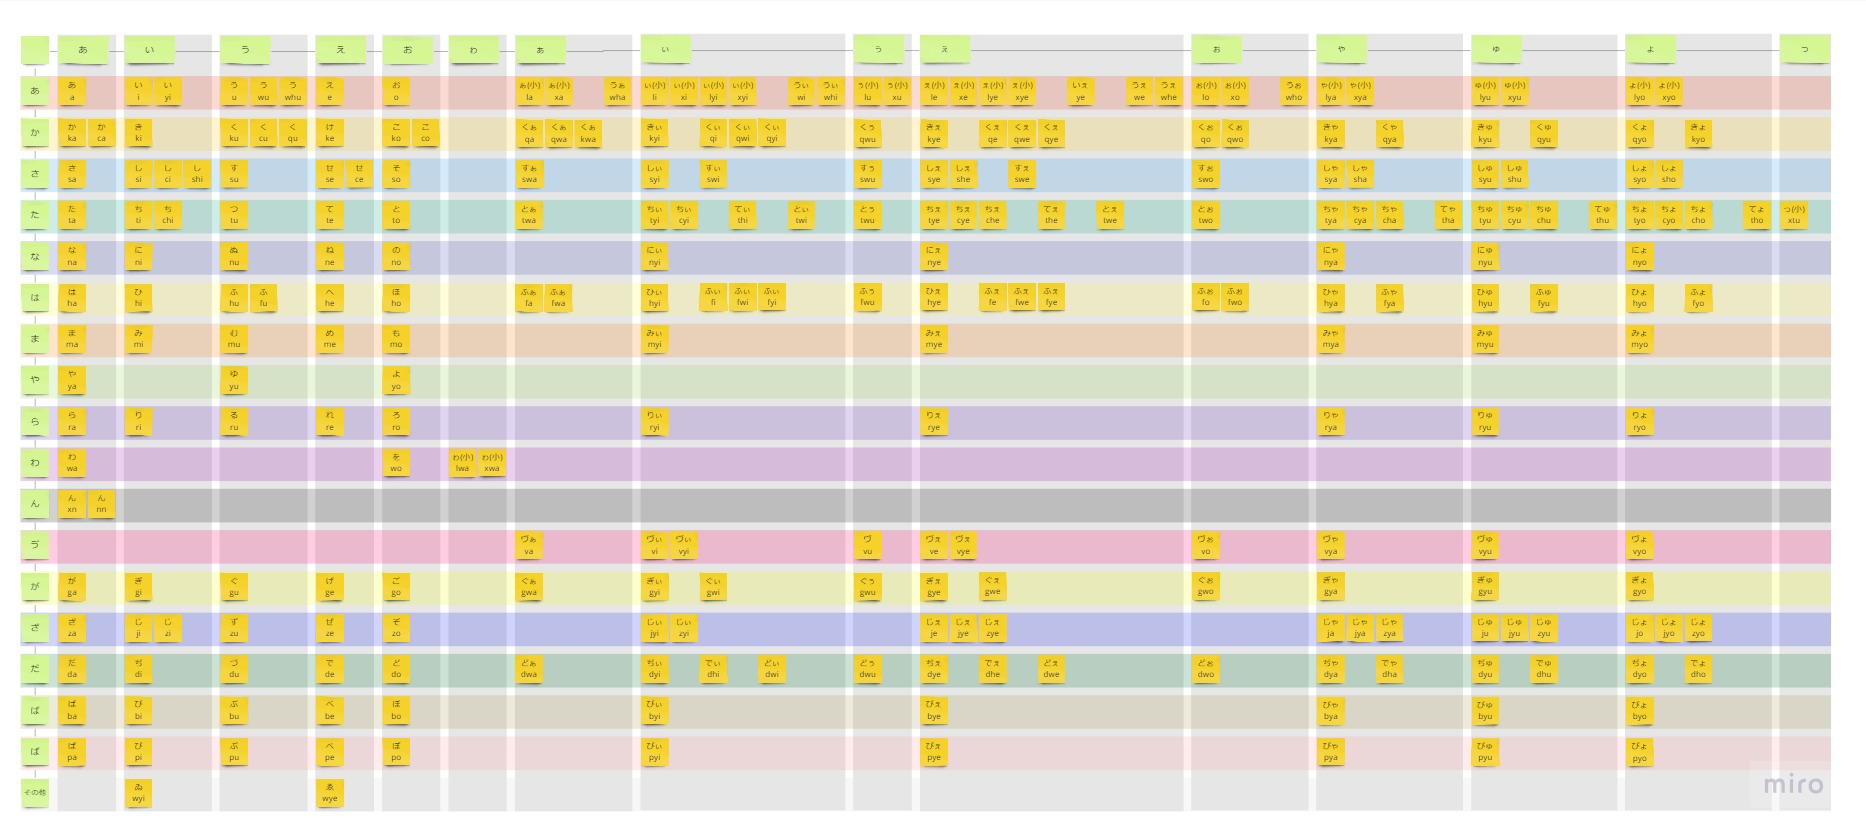 あ い う え お ゎ ぁ ぃ ぅ ぇ ぉ ゃ ゅ ょ っ
あ あ い い う う う え お ぁ(小) ぁ(小) うぁ ぃ(小) ぃ(小) ぃ(小) ぃ(小) うぃ うぃ ぅ(小) ぅ(小) ぇ(小) ぇ(小) ぇ(小) ぇ(小) いぇ うぇ うぇ ぉ(小) ぉ(小) うぉ ゃ(小) ゃ(小) ゅ(小) ゅ(小) ょ(小) ょ(小)
a i yi u wu whu e o la xa wha li xi lyi xyi wi whi lu xu le xe lye xye ye we whe lo xo who lya xya lyu xyu lyo xyo
か か か き く く く け こ こ くぁ くぁ くぁ きぃ くぃ くぃ くぃ くぅ きぇ くぇ くぇ くぇ くぉ くぉ きゃ くゃ きゅ くゅ くょ きょ
ka ca ki ku cu qu ke ko co qa qwa kwa kyi qi qwi qyi qwu kye qe qwe qye qo qwo kya qya kyu qyu qyo kyo
さ さ し し し す せ せ そ すぁ しぃ すぃ すぅ しぇ しぇ すぇ すぉ しゃ しゃ しゅ しゅ しょ しょ
sa si ci shi su se ce so swa syi swi swu sye she swe swo sya sha syu shu syo sho
た た ち ち つ て と とぁ ちぃ ちぃ てぃ とぃ とぅ ちぇ ちぇ ちぇ てぇ とぇ とぉ ちゃ ちゃ ちゃ てゃ ちゅ ちゅ ちゅ てゅ ちょ ちょ ちょ てょ っ(小)
ta ti chi tu te to twa tyi cyi thi twi twu tye cye che the twe two tya cya cha tha tyu cyu chu thu tyo cyo cho tho xtu
な な に ぬ ね の にぃ にぇ にゃ にゅ にょ
na ni nu ne no nyi nye nya nyu nyo
は は ひ ふ ふ へ ほ ふぁ ふぁ ひぃ ふぃ ふぃ ふぃ ふぅ ひぇ ふぇ ふぇ ふぇ ふぉ ふぉ ひゃ ふゃ ひゅ ふゅ ひょ ふょ
ha hi hu fu he ho fa fwa hyi fi fwi fyi fwu hye fe fwe fye fo fwo hya fya hyu fyu hyo fyo
ま ま み む め も みぃ みぇ みゃ みゅ みょ
ma mi mu me mo myi mye mya myu myo
や や ゆ よ
ya yu yo
ら ら り る れ ろ りぃ りぇ りゃ りゅ りょ
ra ri ru re ro ryi rye rya ryu ryo
わ わ を ゎ(小) ゎ(小)
wa wo lwa xwa
ん ん ん
xn nn
ゔ ヴぁ ヴぃ ヴぃ ヴ ヴぇ ヴぇ ヴぉ ヴゃ ヴゅ ヴょ
va vi vyi vu ve vye vo vya vyu vyo
が が ぎ ぐ げ ご ぐぁ ぎぃ ぐぃ ぐぅ ぎぇ ぐぇ ぐぉ ぎゃ ぎゅ ぎょ
ga gi gu ge go gwa gyi gwi gwu gye gwe gwo gya gyu gyo
ざ ざ じ じ ず ぜ ぞ じぃ じぃ じぇ じぇ じぇ じゃ じゃ じゃ じゅ じゅ じゅ じょ じょ じょ
za ji zi zu ze zo jyi zyi je jye zye ja jya zya ju jyu zyu jo jyo zyo
だ だ ぢ づ で ど どぁ ぢぃ でぃ どぃ どぅ ぢぇ でぇ どぇ どぉ ぢゃ でゃ ぢゅ でゅ ぢょ でょ
da di du de do dwa dyi dhi dwi dwu dye dhe dwe dwo dya dha dyu dhu dyo dho
ば ば び ぶ べ ぼ びぃ びぇ びゃ びゅ びょ
ba bi bu be bo byi bye bya byu byo
ぱ ぱ ぴ ぷ ぺ ぽ ぴぃ ぴぇ ぴゃ ぴゅ ぴょ
pa pi pu pe po pyi pye pya pyu pyo
その他 ゐ ゑ
wyi wye
miro